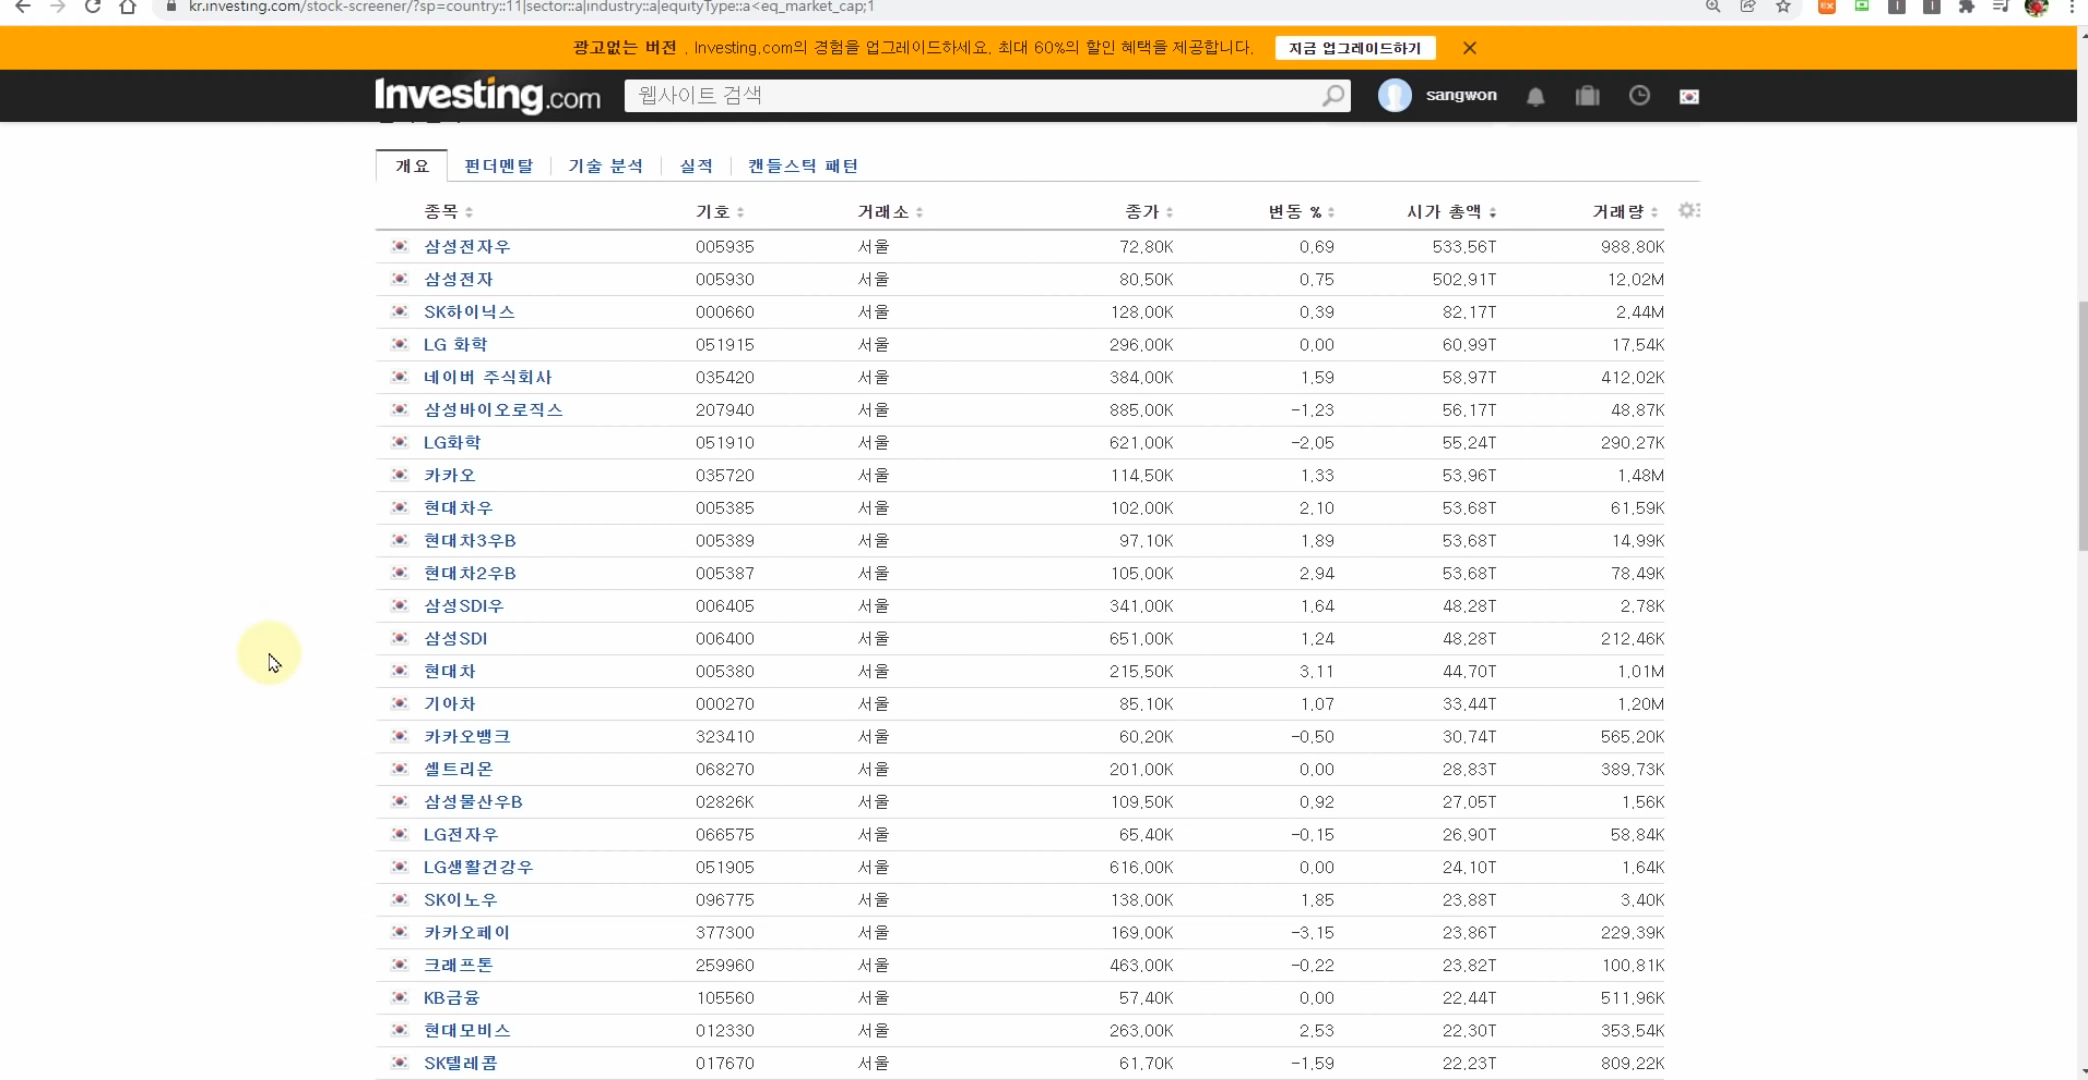 kr.investing.com/stock-screener/?sp=country::11|sector::a|industry::a|equityType::a<eq_market_cap;1
광고없는 버전 . Investing.com의 경험을 업그레이드하세요. 최대 60%의 할인 혜택을 제공합니다. 지금 업그레이드하기
Investing.com 웹사이트 검색 sangwon
개요 펀더멘탈 기술 분석 실적 캔들스틱 패턴
종목 기호 거래소 종가 변동 % 시가 총액 거래량
삼성전자우 005935 서울 72.80K 0.69 533.56T 988.80K
삼성전자 005930 서울 80.50K 0.75 502.91T 12.02M
SK하이닉스 000660 서울 128.00K 0.39 82.17T 2.44M
LG 화학 051915 서울 296.00K 0.00 60.99T 17.54K
네이버 주식회사 035420 서울 384.00K 1.59 58.97T 412.02K
삼성바이오로직스 207940 서울 885.00K -1.23 56.17T 48.87K
LG화학 051910 서울 621.00K -2.05 55.24T 290.27K
카카오 035720 서울 114.50K 1.33 53.96T 1.48M
현대차우 005385 서울 102.00K 2.10 53.68T 61.59K
현대차3우B 005389 서울 97.10K 1.89 53.68T 14.99K
현대차2우B 005387 서울 105.00K 2.94 53.68T 78.49K
삼성SDI우 006405 서울 341.00K 1.64 48.28T 2.78K
삼성SDI 006400 서울 651.00K 1.24 48.28T 212.46K
현대차 005380 서울 215.50K 3.11 44.70T 1.01M
기아차 000270 서울 85.10K 1.07 33.44T 1.20M
카카오뱅크 323410 서울 60.20K -0.50 30.74T 565.20K
셀트리온 068270 서울 201.00K 0.00 28.83T 389.73K
삼성물산우B 02826K 서울 109.50K 0.92 27.05T 1.56K
LG전자우 066575 서울 65.40K -0.15 26.90T 58.84K
LG생활건강우 051905 서울 616.00K 0.00 24.10T 1.64K
SK이노우 096775 서울 138.00K 1.85 23.88T 3.40K
카카오페이 377300 서울 169.00K -3.15 23.86T 229.39K
크래프톤 259960 서울 463.00K -0.22 23.82T 100.81K
KB금융 105560 서울 57.40K 0.00 22.44T 511.96K
현대모비스 012330 서울 263.00K 2.53 22.30T 353.54K
SK텔레콤 017670 서울 61.70K -1.59 22.23T 809.22K